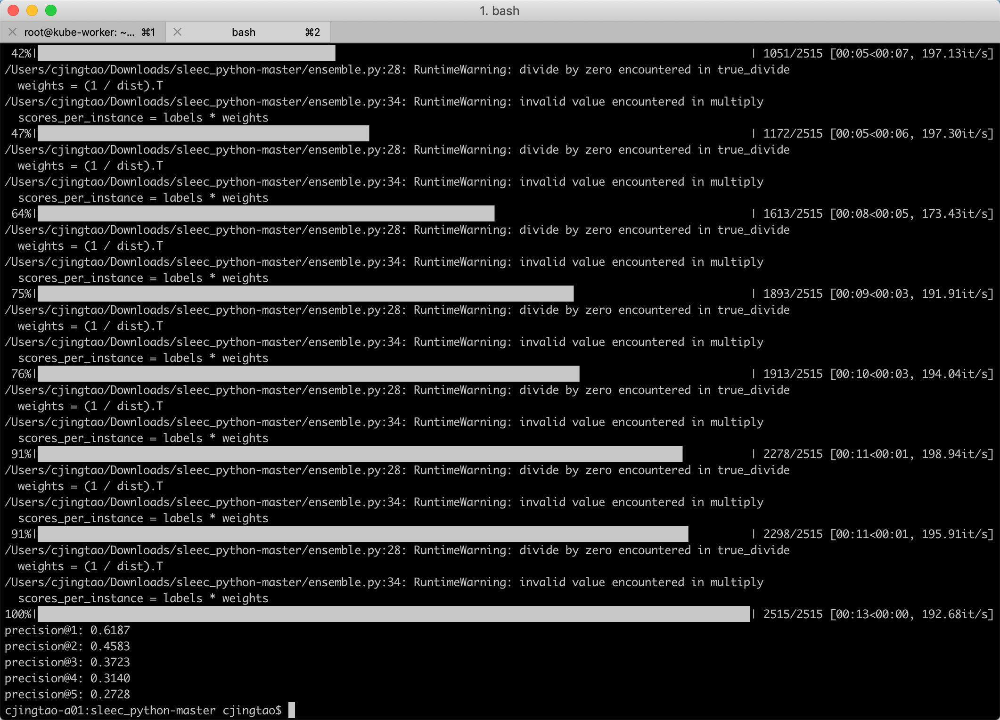 1. bash
root@kube-worker: ~... ⌘1 bash ⌘2
42%| | 1051/2515 [00:05<00:07, 197.13it/s]
/Users/cjingtao/Downloads/sleec_python-master/ensemble.py:28: RuntimeWarning: divide by zero encountered in true_divide
weights = (1 / dist).T
/Users/cjingtao/Downloads/sleec_python-master/ensemble.py:34: RuntimeWarning: invalid value encountered in multiply
scores_per_instance = labels * weights
47%| | 1172/2515 [00:05<00:06, 197.30it/s]
/Users/cjingtao/Downloads/sleec_python-master/ensemble.py:28: RuntimeWarning: divide by zero encountered in true_divide
weights = (1 / dist).T
/Users/cjingtao/Downloads/sleec_python-master/ensemble.py:34: RuntimeWarning: invalid value encountered in multiply
scores_per_instance = labels * weights
64%| | 1613/2515 [00:08<00:05, 173.43it/s]
/Users/cjingtao/Downloads/sleec_python-master/ensemble.py:28: RuntimeWarning: divide by zero encountered in true_divide
weights = (1 / dist).T
/Users/cjingtao/Downloads/sleec_python-master/ensemble.py:34: RuntimeWarning: invalid value encountered in multiply
scores_per_instance = labels * weights
75%| | 1893/2515 [00:09<00:03, 191.91it/s]
/Users/cjingtao/Downloads/sleec_python-master/ensemble.py:28: RuntimeWarning: divide by zero encountered in true_divide
weights = (1 / dist).T
/Users/cjingtao/Downloads/sleec_python-master/ensemble.py:34: RuntimeWarning: invalid value encountered in multiply
scores_per_instance = labels * weights
76%| | 1913/2515 [00:10<00:03, 194.04it/s]
/Users/cjingtao/Downloads/sleec_python-master/ensemble.py:28: RuntimeWarning: divide by zero encountered in true_divide
weights = (1 / dist).T
/Users/cjingtao/Downloads/sleec_python-master/ensemble.py:34: RuntimeWarning: invalid value encountered in multiply
scores_per_instance = labels * weights
91%| | 2278/2515 [00:11<00:01, 198.94it/s]
/Users/cjingtao/Downloads/sleec_python-master/ensemble.py:28: RuntimeWarning: divide by zero encountered in true_divide
weights = (1 / dist).T
/Users/cjingtao/Downloads/sleec_python-master/ensemble.py:34: RuntimeWarning: invalid value encountered in multiply
scores_per_instance = labels * weights
91%| | 2298/2515 [00:11<00:01, 195.91it/s]
/Users/cjingtao/Downloads/sleec_python-master/ensemble.py:28: RuntimeWarning: divide by zero encountered in true_divide
weights = (1 / dist).T
/Users/cjingtao/Downloads/sleec_python-master/ensemble.py:34: RuntimeWarning: invalid value encountered in multiply
scores_per_instance = labels * weights
100%| | 2515/2515 [00:13<00:00, 192.68it/s]
precision@1: 0.6187
precision@2: 0.4583
precision@3: 0.3723
precision@4: 0.3140
precision@5: 0.2728
cjingtao-a01:sleec_python-master cjingtao$